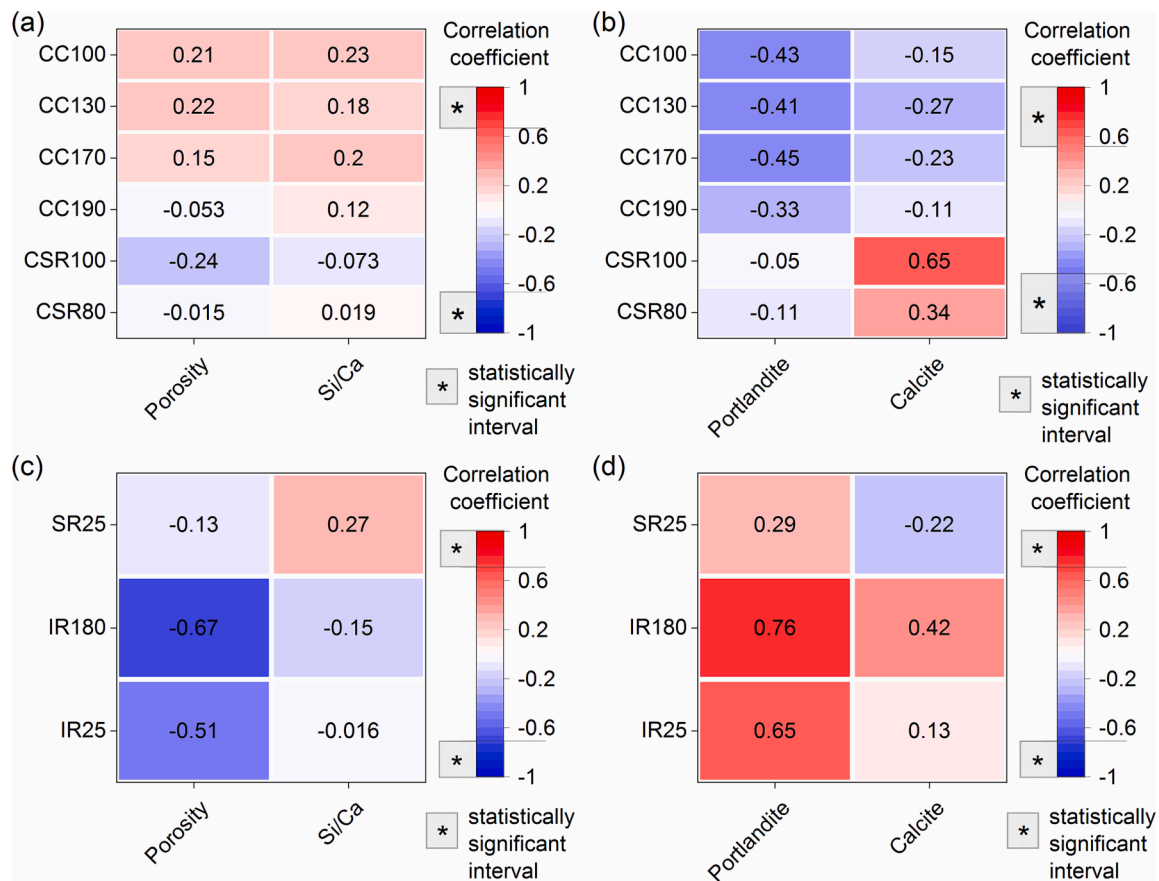 (a)
CC100 0.21 0.23
CC130 0.22 0.18
CC170 0.15 0.2
CC190 -0.053 0.12
CSR100 -0.24 -0.073
CSR80 -0.015 0.019
Porosity Si/Ca
Correlation
coefficient
*
1
0.6
0.2
-0.2
-0.6
-1
*
* statistically
significant
interval
(b)
CC100 -0.43 -0.15
CC130 -0.41 -0.27
CC170 -0.45 -0.23
CC190 -0.33 -0.11
CSR100 -0.05 0.65
CSR80 -0.11 0.34
Portlandite Calcite
Correlation
coefficient
*
1
0.6
0.2
-0.2
-0.6
-1
*
* statistically
significant
interval
(c)
SR25 -0.13 0.27
IR180 -0.67 -0.15
IR25 -0.51 -0.016
Porosity Si/Ca
Correlation
coefficient
*
1
0.6
0.2
-0.2
-0.6
-1
*
* statistically
significant
interval
(d)
SR25 0.29 -0.22
IR180 0.76 0.42
IR25 0.65 0.13
Portlandite Calcite
Correlation
coefficient
*
1
0.6
0.2
-0.2
-0.6
-1
*
* statistically
significant
interval